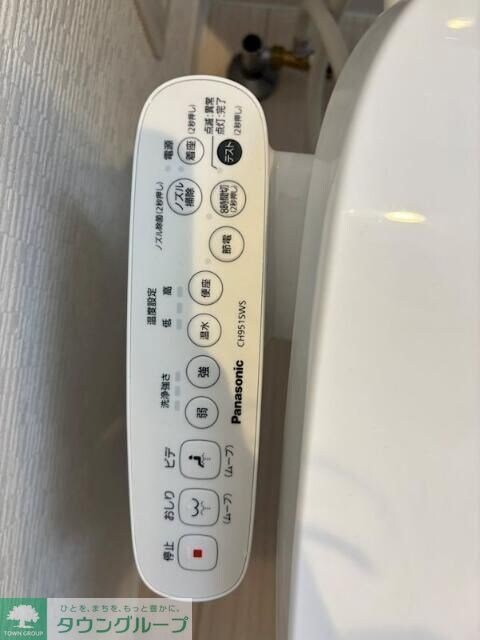 停止
おしり
(ムーブ)
ビデ
(ムーブ)
洗浄強さ
弱
強
Panasonic
CH951SWS
温度設定
低 高
温水
便座
節電
ノズル除菌(2秒押し)
ノズル
掃除
8時間切
(2秒押し)
電源
着座
(2秒押し)
点滅:異常
点灯:完了
テスト
(2秒押し)
TOWN GROUP
ひとを、まちを、もっと豊かに。
タウングループ